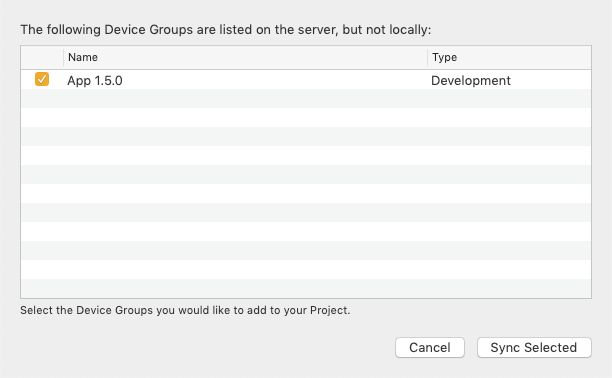 The following Device Groups are listed on the server, but not locally:
Name Type
App 1.5.0 Development
Select the Device Groups you would like to add to your Project.
Cancel Sync Selected